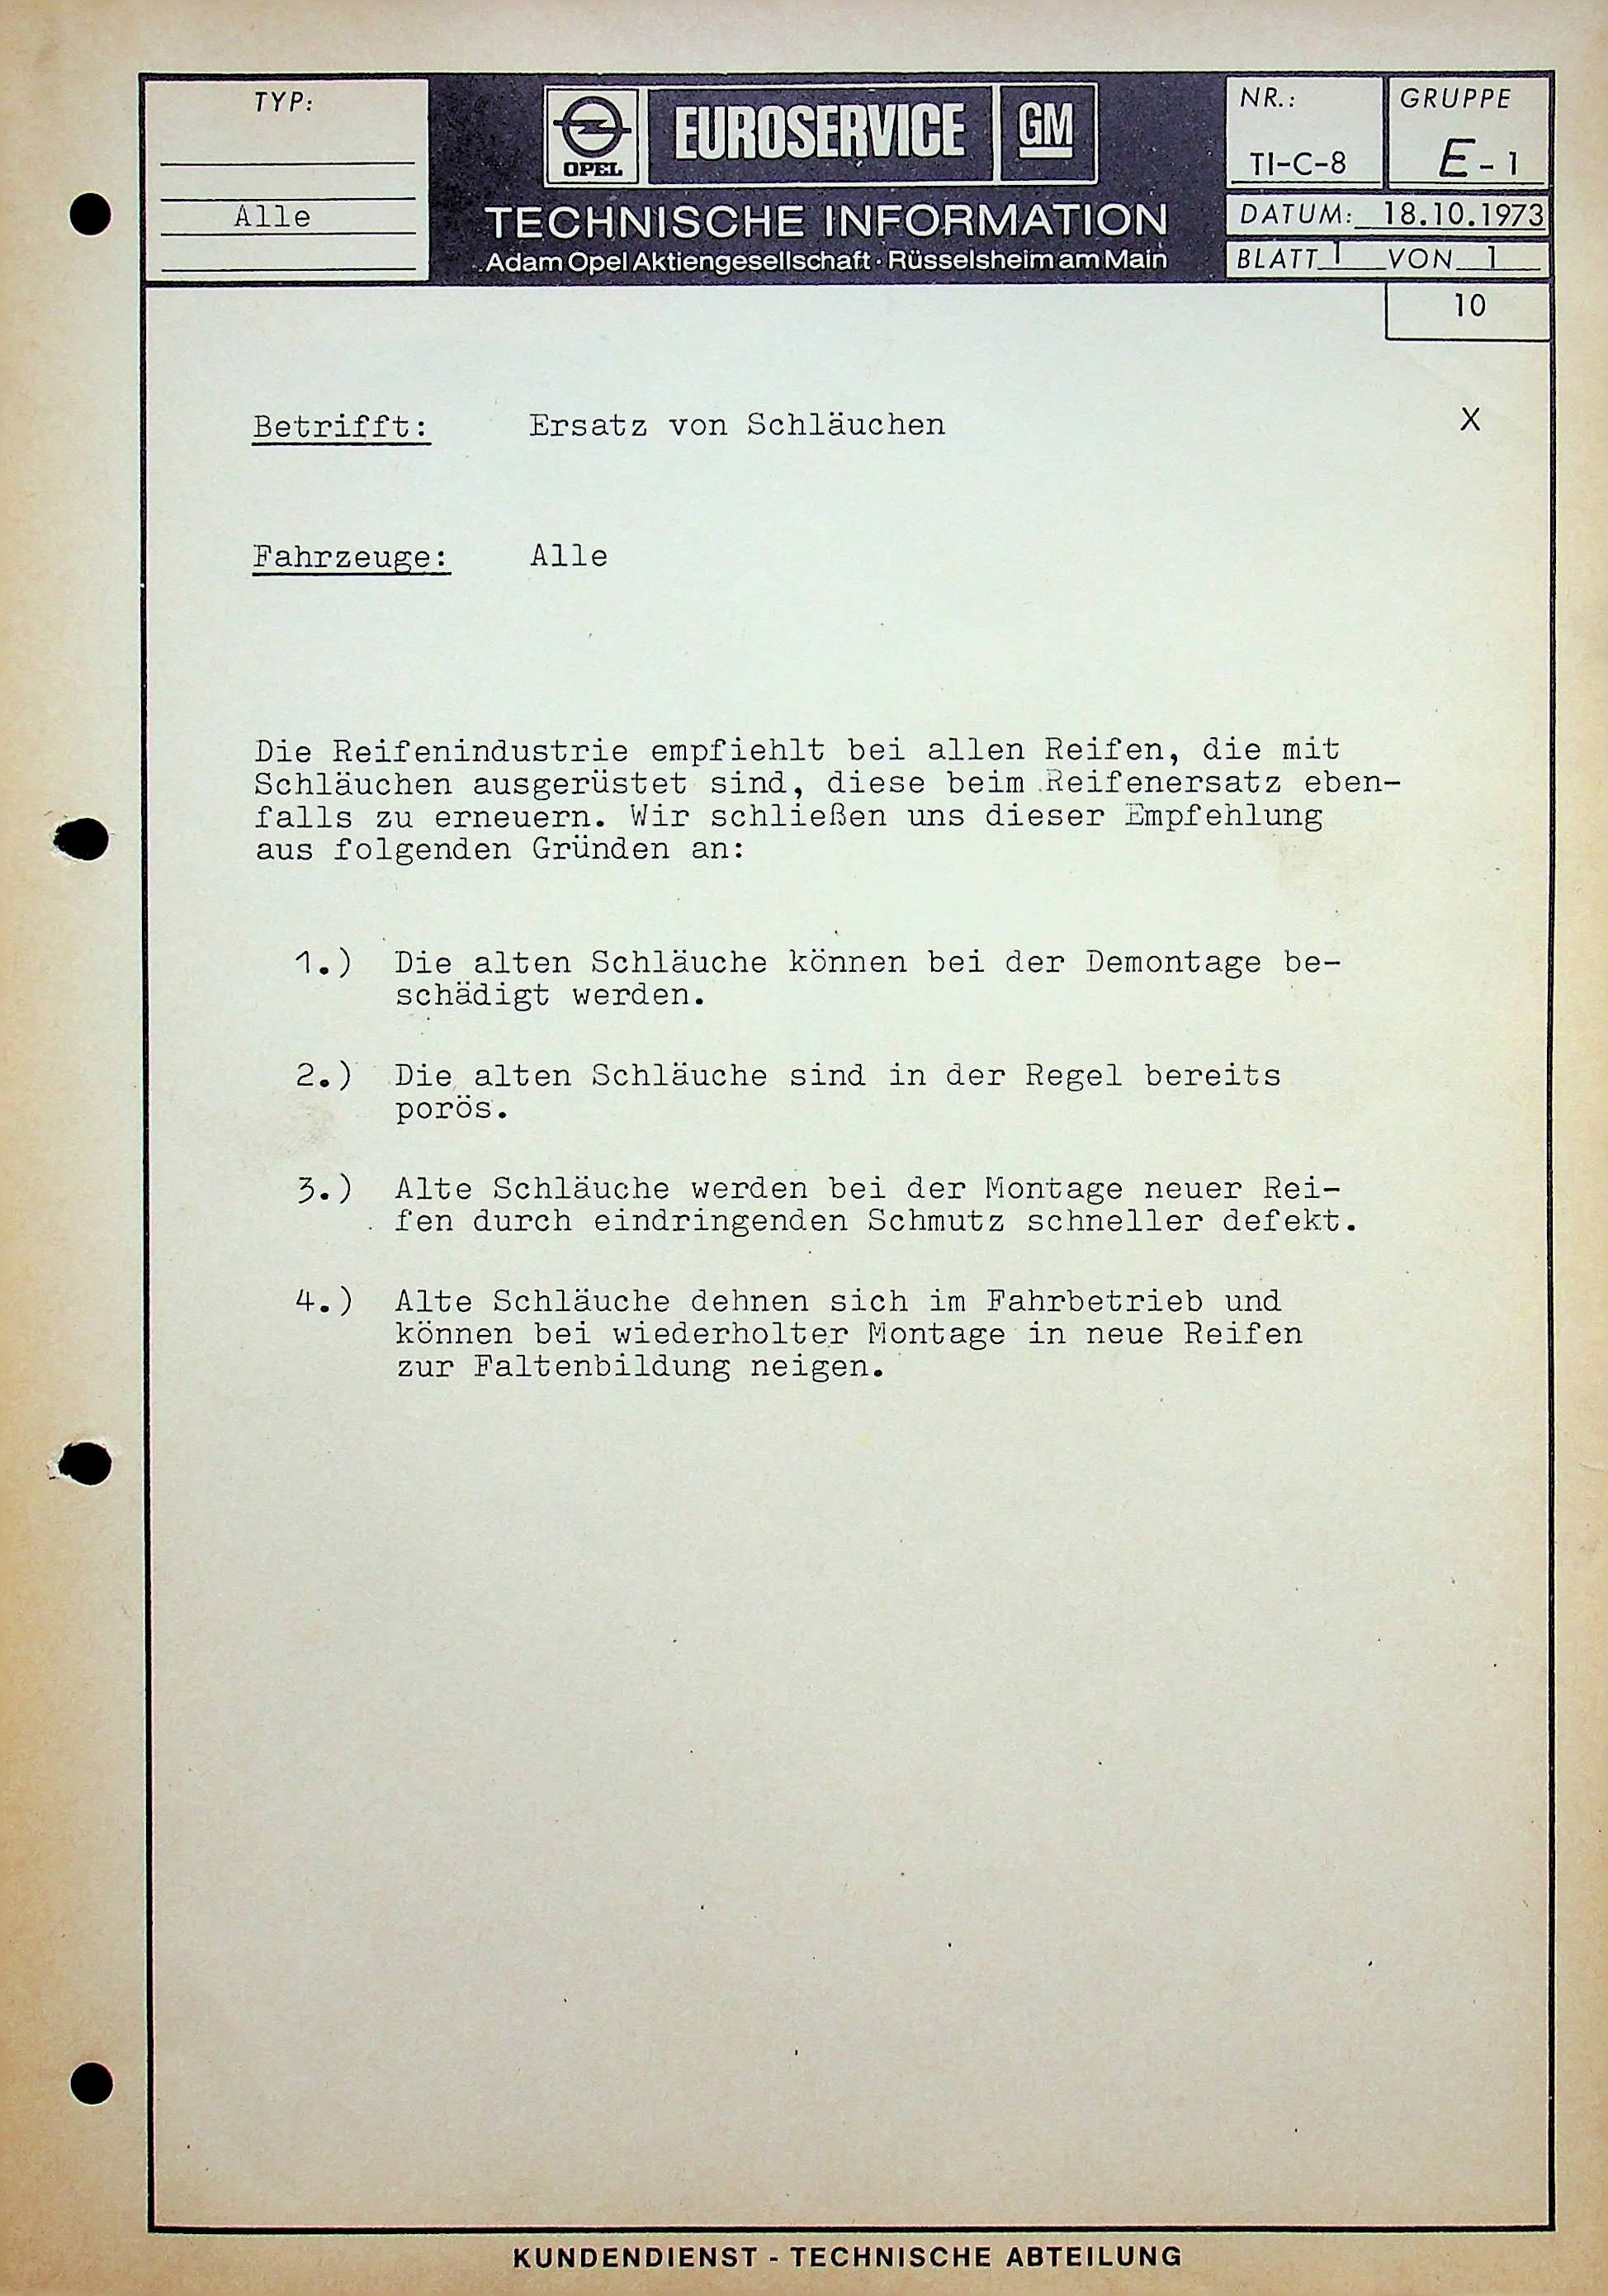 TYP:
Alle
OPEL
EUROSERVICE
GM
TECHNISCHE INFORMATION
Adam Opel Aktiengesellschaft · Rüsselsheim am Main
NR.:
TI-C-8
GRUPPE
E-1
DATUM: 18.10.1973
BLATT 1 VON 1
10
Betrifft: Ersatz von Schläuchen X
Fahrzeuge: Alle
Die Reifenindustrie empfiehlt bei allen Reifen, die mit
Schläuchen ausgerüstet sind, diese beim Reifenersatz eben-
falls zu erneuern. Wir schließen uns dieser Empfehlung
aus folgenden Gründen an:
1.) Die alten Schläuche können bei der Demontage be-
schädigt werden.
2.) Die alten Schläuche sind in der Regel bereits
porös.
3.) Alte Schläuche werden bei der Montage neuer Rei-
fen durch eindringenden Schmutz schneller defekt.
4.) Alte Schläuche dehnen sich im Fahrbetrieb und
können bei wiederholter Montage in neue Reifen
zur Faltenbildung neigen.
KUNDENDIENST - TECHNISCHE ABTEILUNG